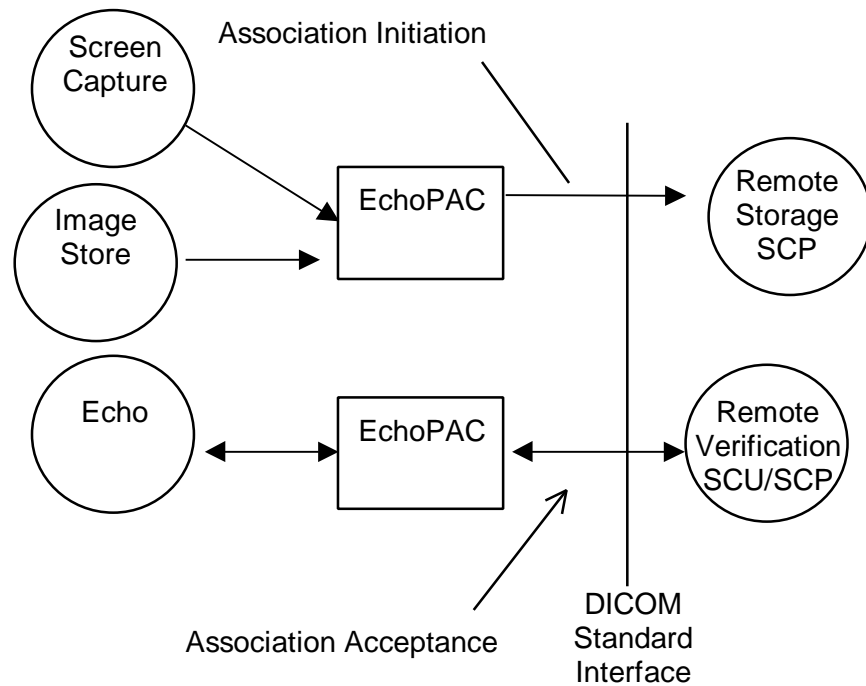 Association Initiation
Screen
Capture
EchoPAC
Remote
Storage
SCP
Image
Store
Echo
EchoPAC
Remote
Verification
SCU/SCP
Association Acceptance
DICOM
Standard
Interface